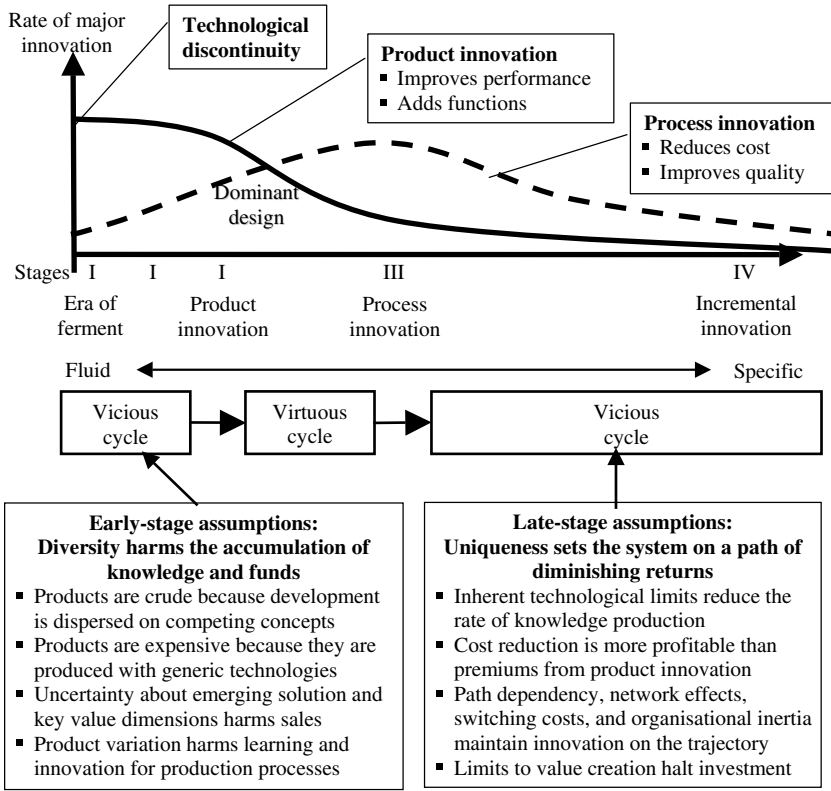 Rate of major
innovation
Technological
discontinuity
Product innovation
▪ Improves performance
▪ Adds functions
Process innovation
▪ Reduces cost
▪ Improves quality
Dominant
design
Stages I I I III IV
Era of
ferment
Product
innovation
Process
innovation
Incremental
innovation
Fluid Specific
Vicious
cycle
Virtuous
cycle
Vicious
cycle
Early-stage assumptions:
Diversity harms the accumulation of
knowledge and funds
▪ Products are crude because development
is dispersed on competing concepts
▪ Products are expensive because they are
produced with generic technologies
▪ Uncertainty about emerging solution and
key value dimensions harms sales
▪ Product variation harms learning and
innovation for production processes
Late-stage assumptions:
Uniqueness sets the system on a path of
diminishing returns
▪ Inherent technological limits reduce the
rate of knowledge production
▪ Cost reduction is more profitable than
premiums from product innovation
▪ Path dependency, network effects,
switching costs, and organisational inertia
maintain innovation on the trajectory
▪ Limits to value creation halt investment